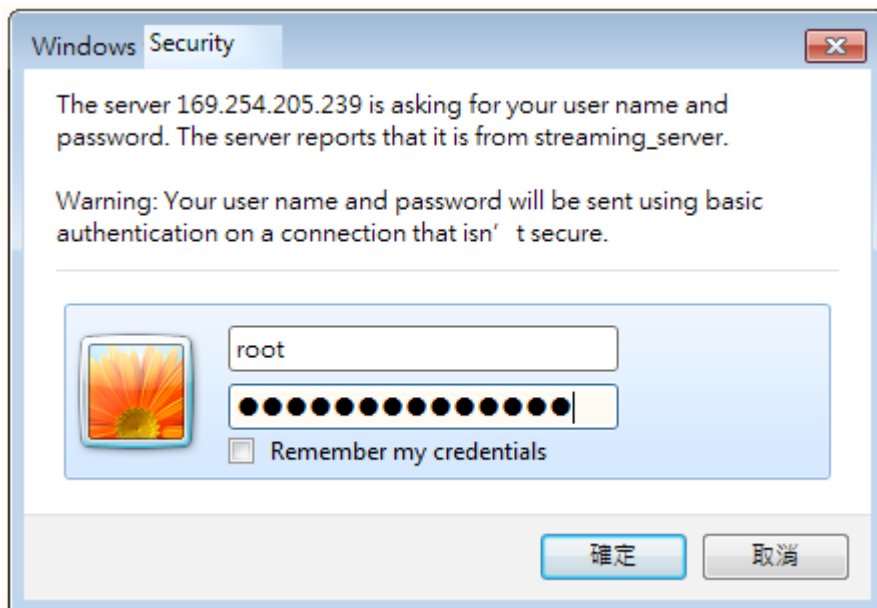 Windows Security
The server 169.254.205.239 is asking for your user name and
password. The server reports that it is from streaming_server.
Warning: Your user name and password will be sent using basic
authentication on a connection that isn’ t secure.
root
●●●●●●●●●●●●●●
Remember my credentials
確定 取消